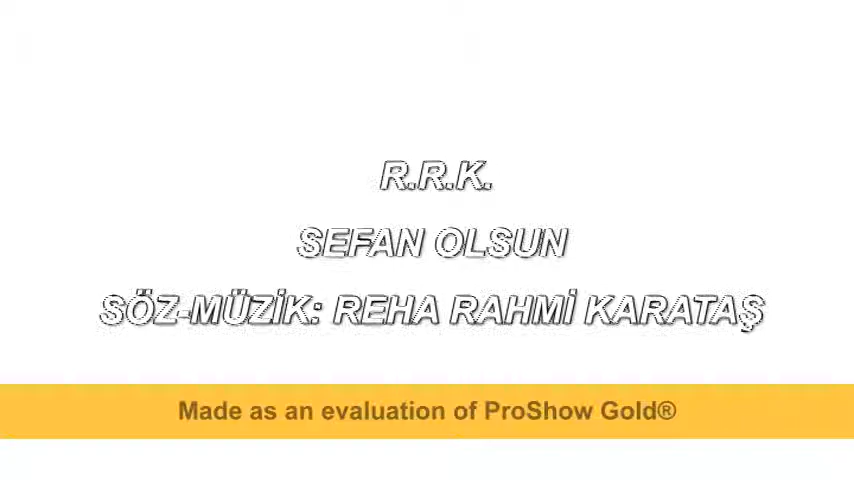 R.R.K.
SEFAN OLSUN
SÖZ-MÜZİK: REHA RAHMİ KARATAŞ
Made as an evaluation of ProShow Gold®